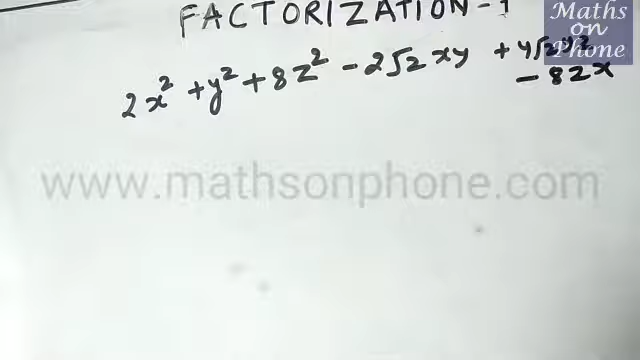 FACTORIZATION - 1
Maths
on
Phone
2x² + y² + 8z² - 2√2 xy + 4√2 yz
- 8zx
www.mathsonphone.com